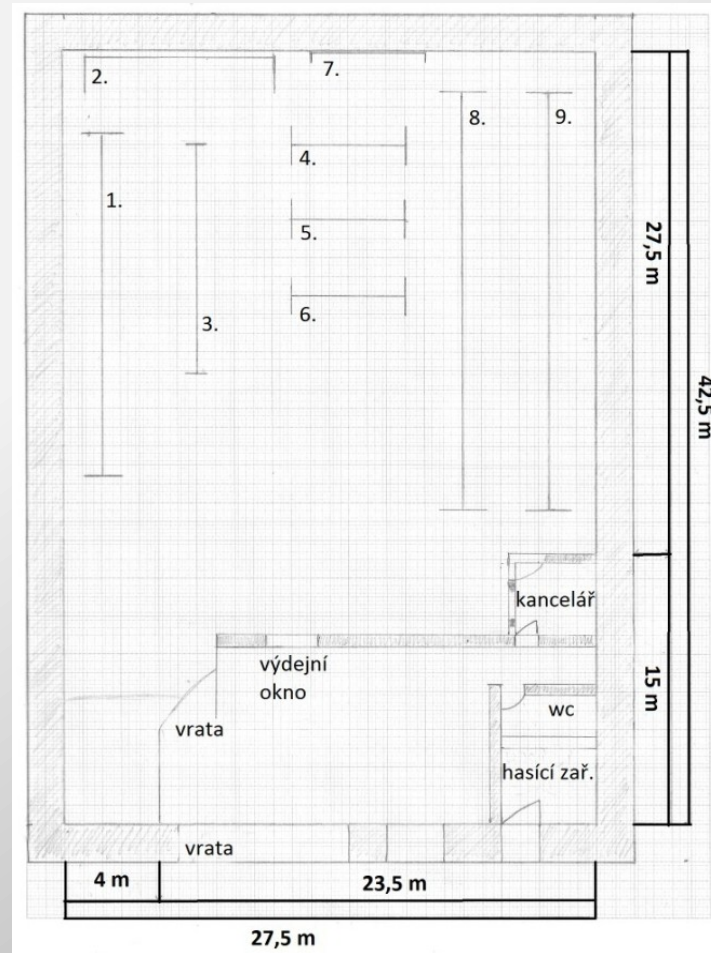 2.
7.
8.
9.
4.
1.
5.
6.
3.
27,5 m
42,5 m
kancelář
výdejní
okno
15 m
wc
vrata
hasící zař.
vrata
4 m
23,5 m
27,5 m